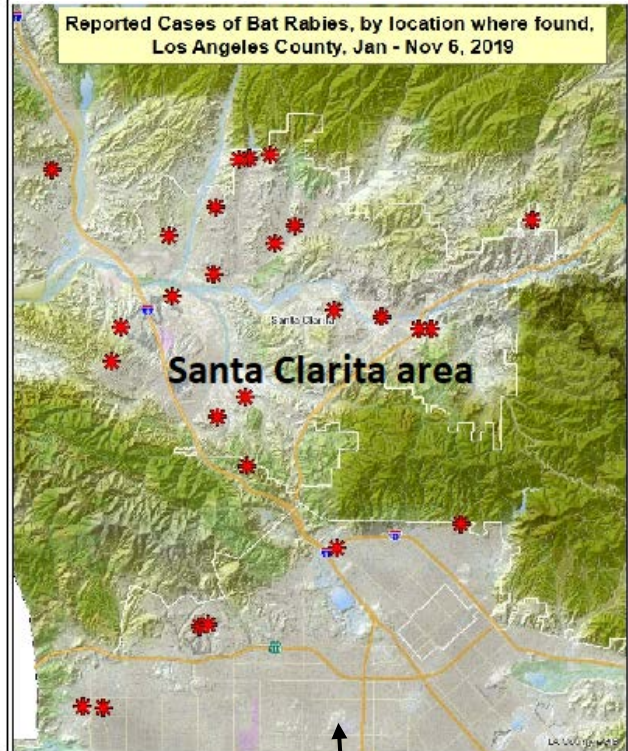 Reported Cases of Bat Rabies, by location where found,
Los Angeles County, Jan - Nov 6, 2019
Santa Clarita
Santa Clarita area